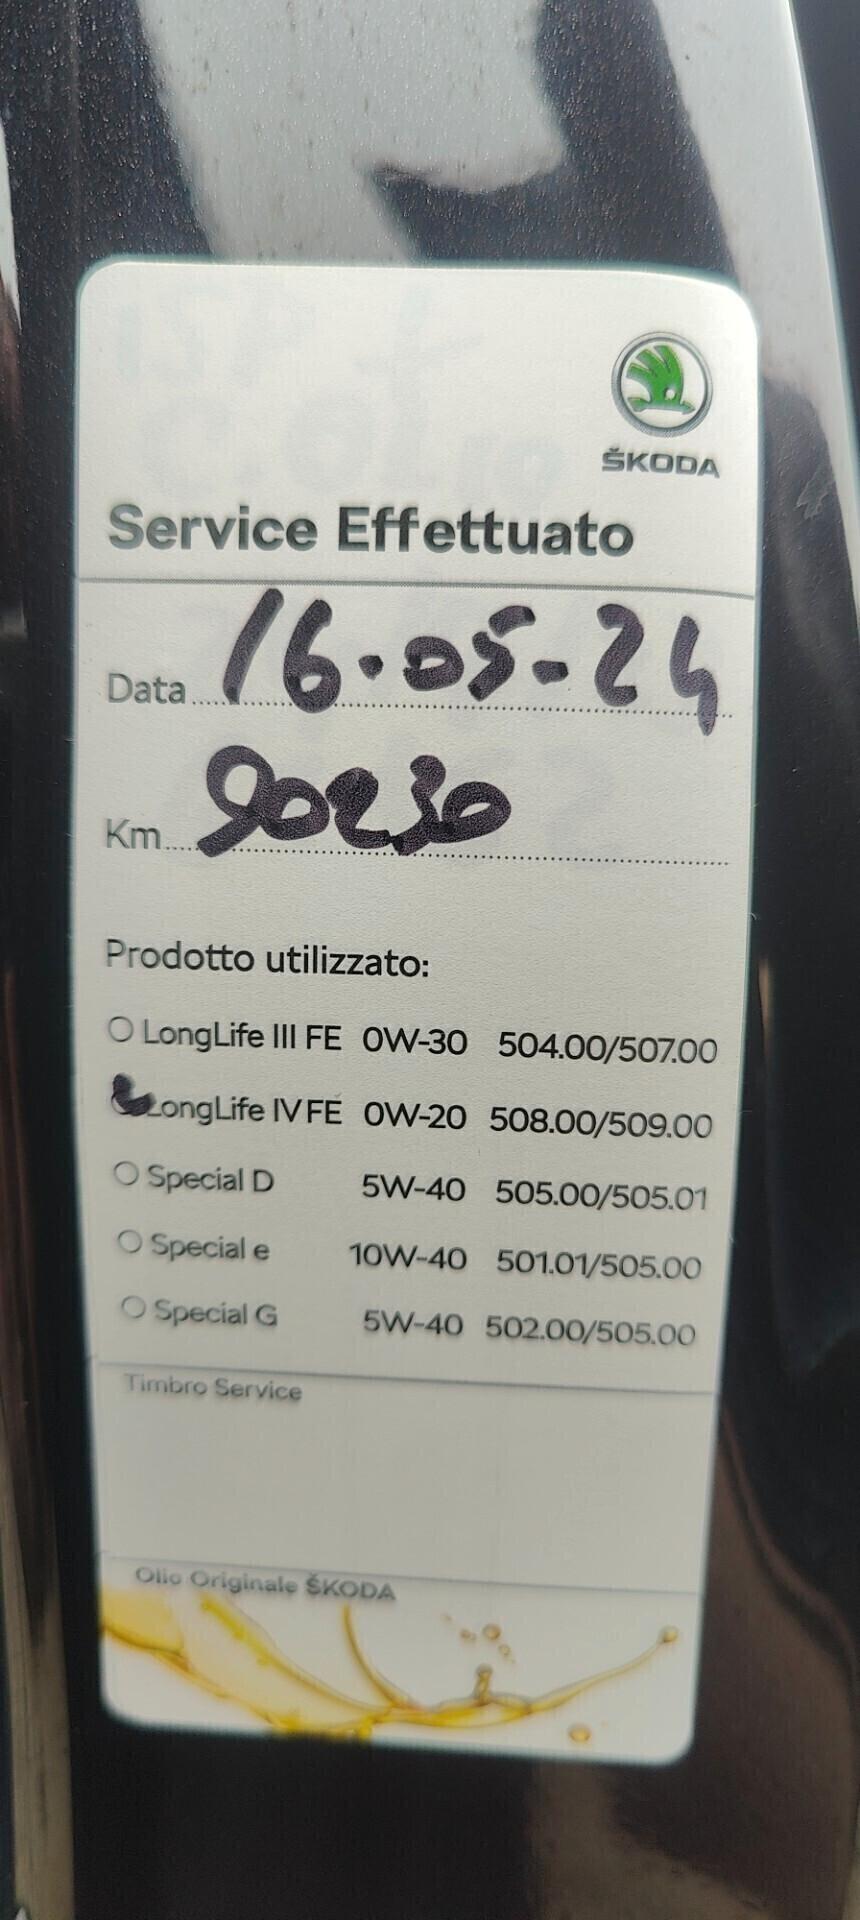 ŠKODA
Service Effettuato
Data 16.05-24
Km 90230
Prodotto utilizzato:
LongLife III FE 0W-30 504.00/507.00
LongLife IV FE 0W-20 508.00/509.00
Special D 5W-40 505.00/505.01
Special e 10W-40 501.01/505.00
Special G 5W-40 502.00/505.00
Timbro Service
Olio Originale ŠKODA